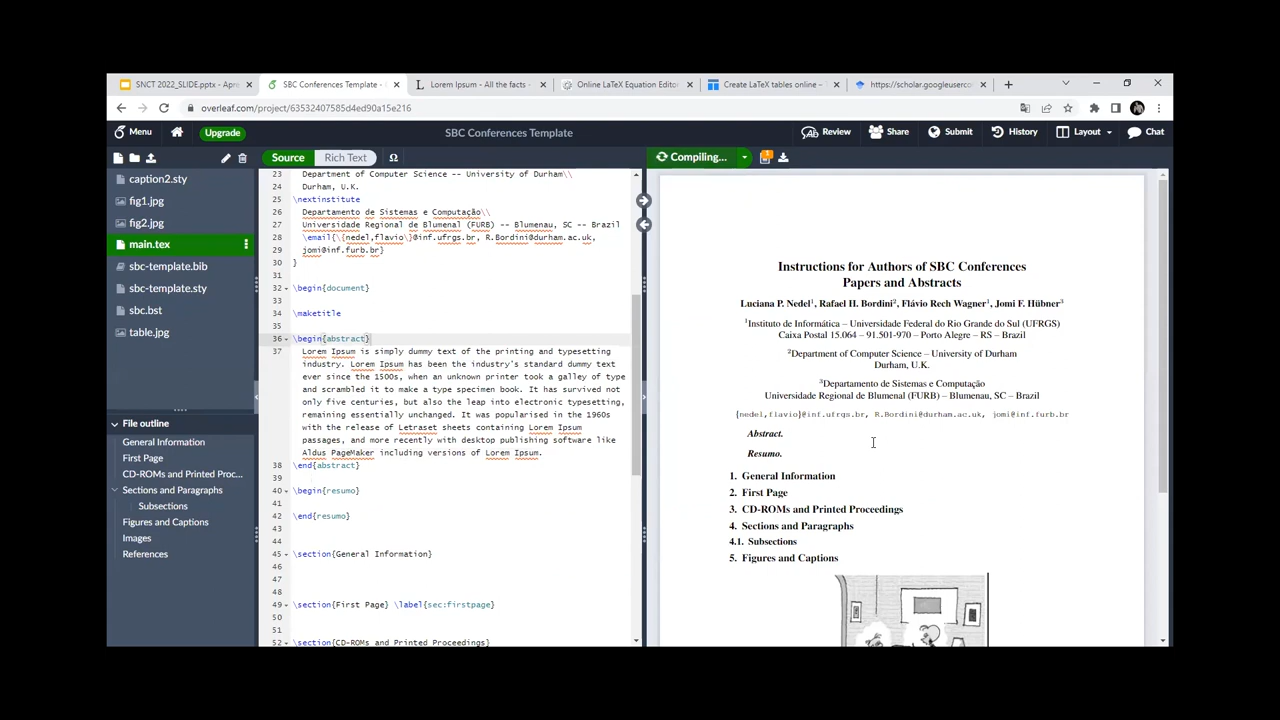 SNCT 2022_SLIDE.pptx - Apre
SBC Conferences Template -
Lorem Ipsum - All the facts -
Online LaTeX Equation Editor
Create LaTeX tables online –
https://scholar.googleuserco
overleaf.com/project/63532407585d4ed90a15e216
Menu
Upgrade
SBC Conferences Template
Review
Share
Submit
History
Layout
Chat
Source
Rich Text
Ω
Compiling...
caption2.sty
fig1.jpg
fig2.jpg
main.tex
sbc-template.bib
sbc-template.sty
sbc.bst
table.jpg
File outline
General Information
First Page
CD-ROMs and Printed Proc...
Sections and Paragraphs
Subsections
Figures and Captions
Images
References
23 Department of Computer Science -- University of Durham\\
24 Durham, U.K.
25 \nextinstitute
26 Departamento de Sistemas e Computação\\
27 Universidade Regional de Blumenal (FURB) -- Blumenau, SC -- Brazil
28 \email{\{nedel,flavio\}@inf.ufrgs.br, R.Bordini@durham.ac.uk,
29 jomi@inf.furb.br}
30 }
31
32 \begin{document}
33
34 \maketitle
35
36 \begin{abstract}
37 Lorem Ipsum is simply dummy text of the printing and typesetting
industry. Lorem Ipsum has been the industry's standard dummy text
ever since the 1500s, when an unknown printer took a galley of type
and scrambled it to make a type specimen book. It has survived not
only five centuries, but also the leap into electronic typesetting,
remaining essentially unchanged. It was popularised in the 1960s
with the release of Letraset sheets containing Lorem Ipsum
passages, and more recently with desktop publishing software like
Aldus PageMaker including versions of Lorem Ipsum.
38 \end{abstract}
39
40 \begin{resumo}
41
42 \end{resumo}
43
44
45 \section{General Information}
46
47
48
49 \section{First Page} \label{sec:firstpage}
50
51
52 \section{CD-ROMs and Printed Proceedings}
Instructions for Authors of SBC Conferences
Papers and Abstracts
Luciana P. Nedel1, Rafael H. Bordini2, Flávio Rech Wagner1, Jomi F. Hübner3
1Instituto de Informática – Universidade Federal do Rio Grande do Sul (UFRGS)
Caixa Postal 15.064 – 91.501-970 – Porto Alegre – RS – Brazil
2Department of Computer Science – University of Durham
Durham, U.K.
3Departamento de Sistemas e Computação
Universidade Regional de Blumenal (FURB) – Blumenau, SC – Brazil
{nedel,flavio}@inf.ufrgs.br, R.Bordini@durham.ac.uk, jomi@inf.furb.br
Abstract.
Resumo.
1. General Information
2. First Page
3. CD-ROMs and Printed Proceedings
4. Sections and Paragraphs
4.1. Subsections
5. Figures and Captions